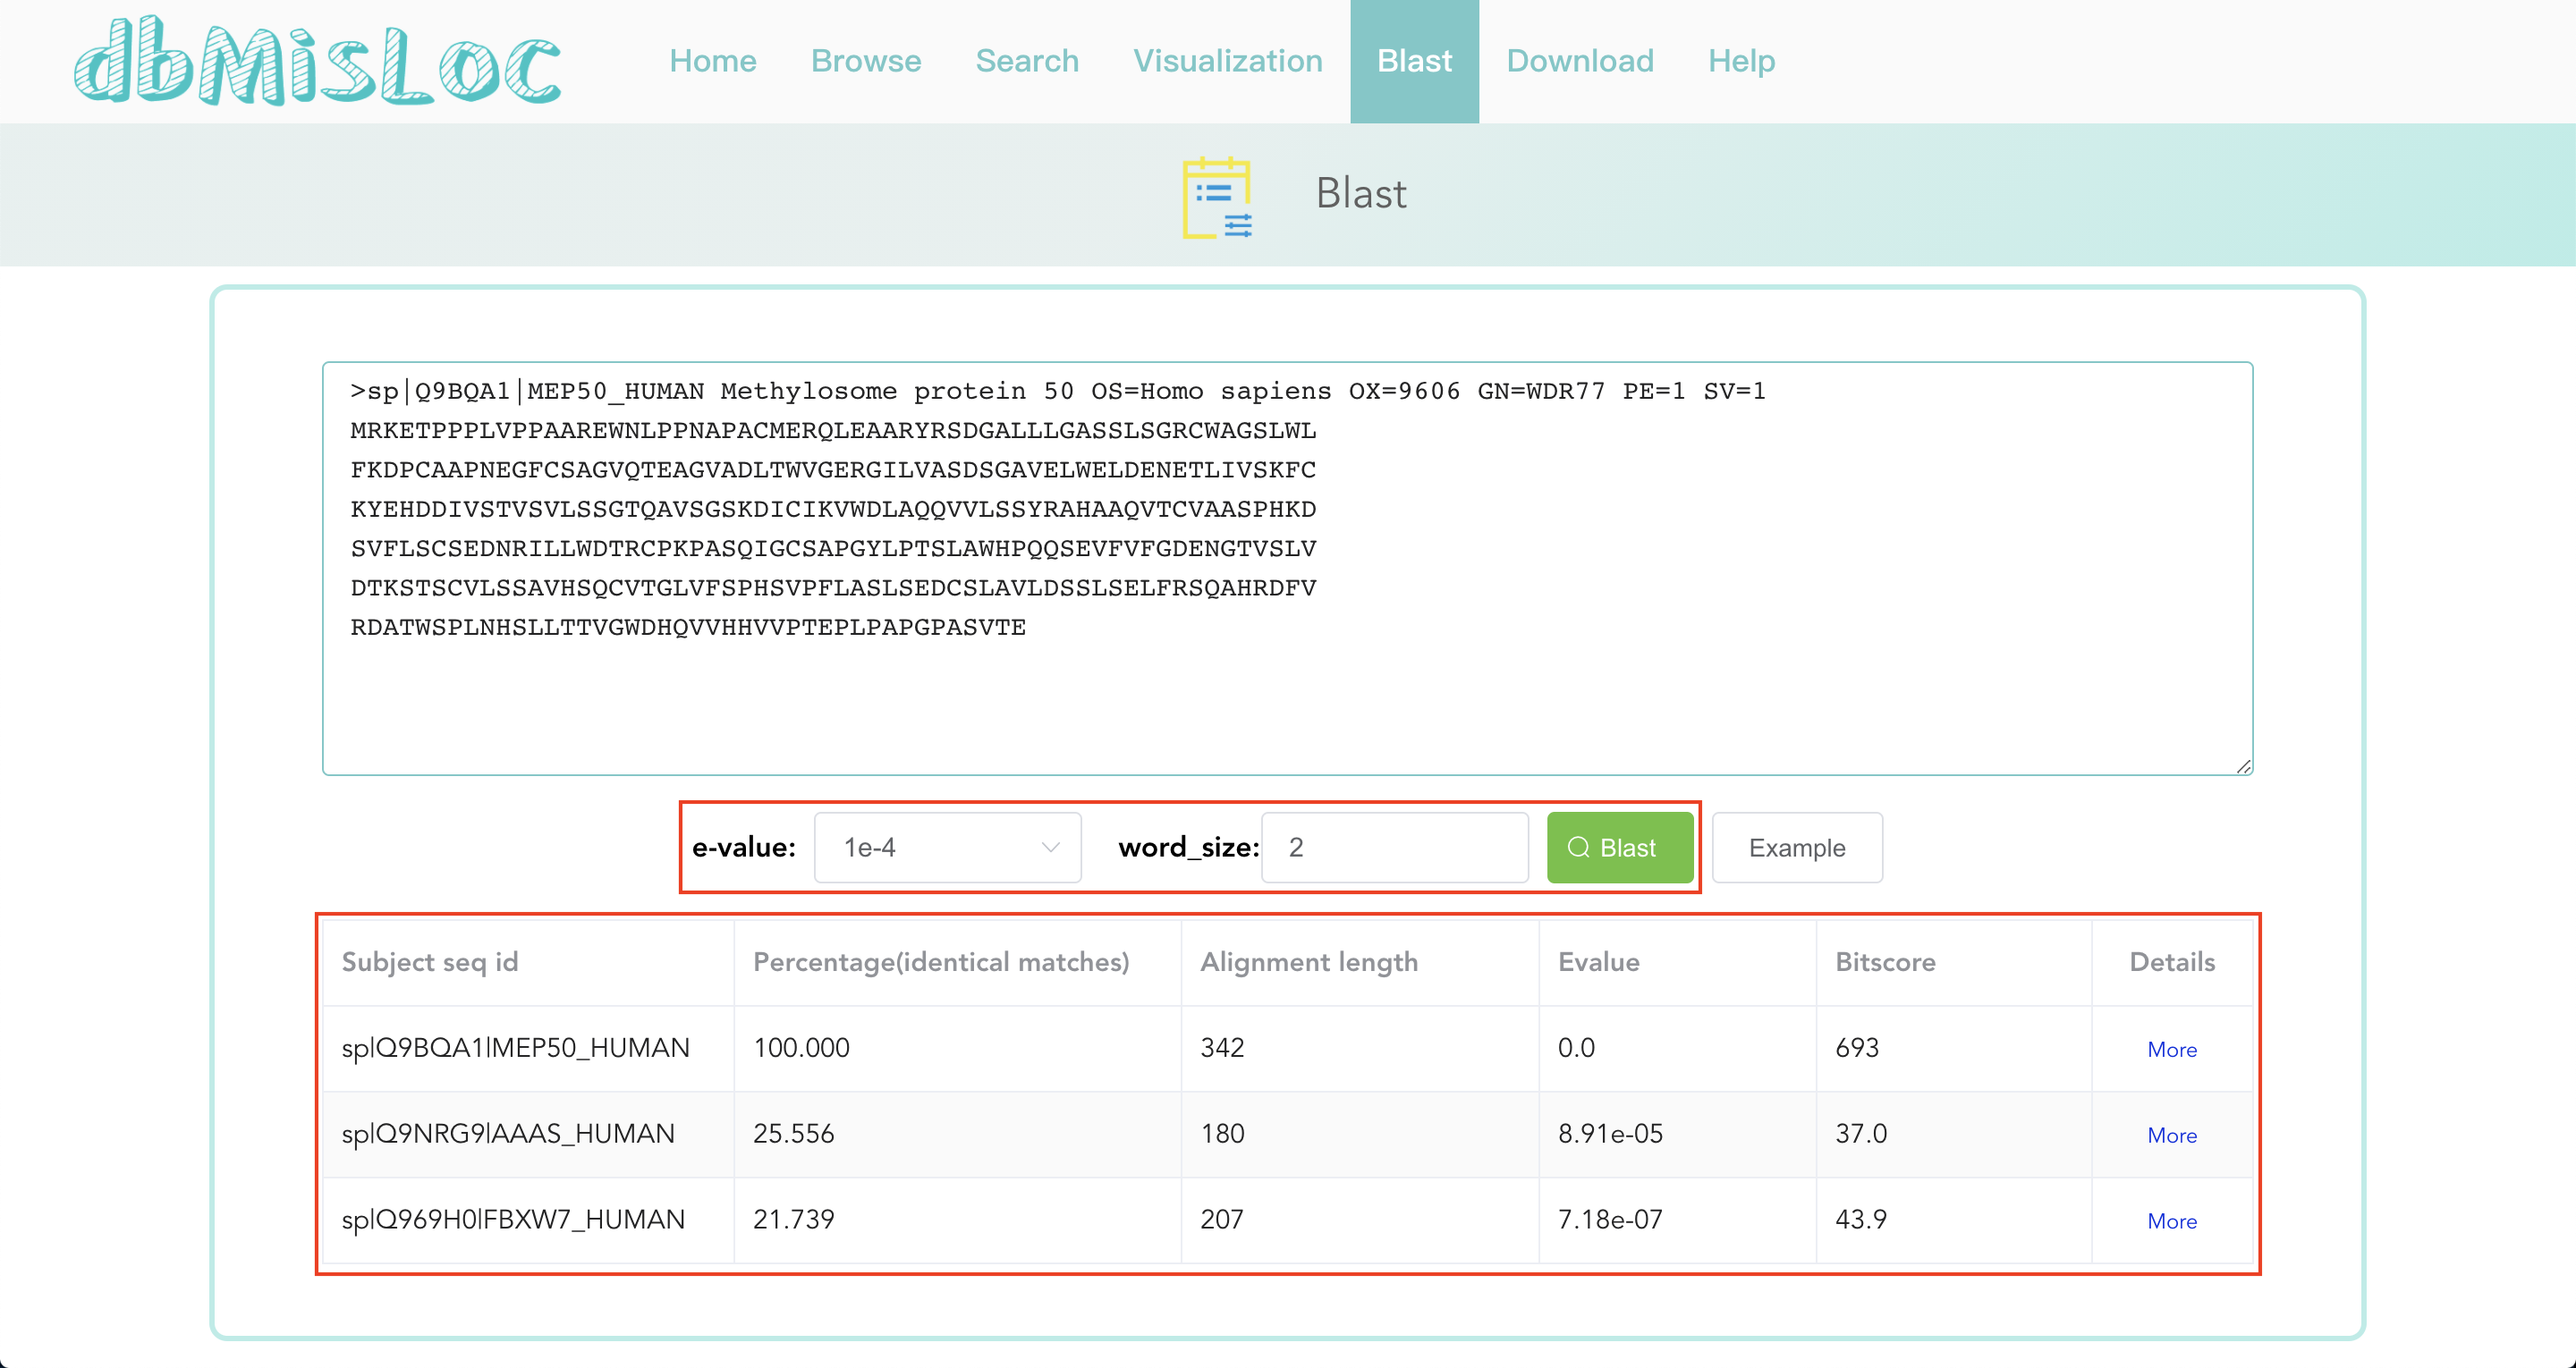 dbMisLoc Home Browse Search Visualization Blast Download Help
Blast
>sp|Q9BQA1|MEP50_HUMAN Methylosome protein 50 OS=Homo sapiens OX=9606 GN=WDR77 PE=1 SV=1
MRKETPPPLVPPAAREWNLPPNAPACMERQLEAARYRSDGALLLGASSLSGRCWAGSLWL
FKDPCAAPNEGFCSAGVQTEAGVADLTWVGERGILVASDSGAVELWELDENETLIVSKFC
KYEHDDIVSTVSVLSSGTQAVSGSKDICIKVWDLAQQVVLSSYRAHAAQVTCVAASPHKD
SVFLSCSEDNRILLWDTRCPKPASQIGCSAPGYLPTSLAWHPQQSEVFVFGDENGTVSLV
DTKSTSCVLSSAVHSQCVTGLVFSPHSVPFLASLSEDCSLAVLDSSLSELFRSQAHRDFV
RDATWSPLNHSLLTTVGWDHQVVHHVVPTEPLPAPGPASVTE
e-value: 1e-4 word_size: 2 Blast Example
Subject seq id Percentage(identical matches) Alignment length Evalue Bitscore Details
sp|Q9BQA1|MEP50_HUMAN 100.000 342 0.0 693 More
sp|Q9NRG9|AAAS_HUMAN 25.556 180 8.91e-05 37.0 More
sp|Q969H0|FBXW7_HUMAN 21.739 207 7.18e-07 43.9 More